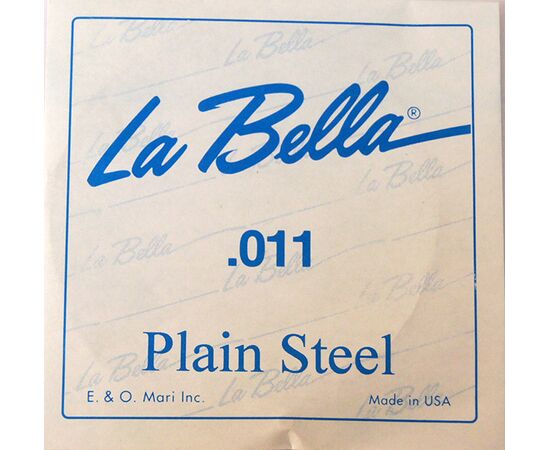 La Bella®
.011
Plain Steel
E. & O. Mari Inc. Made in USA